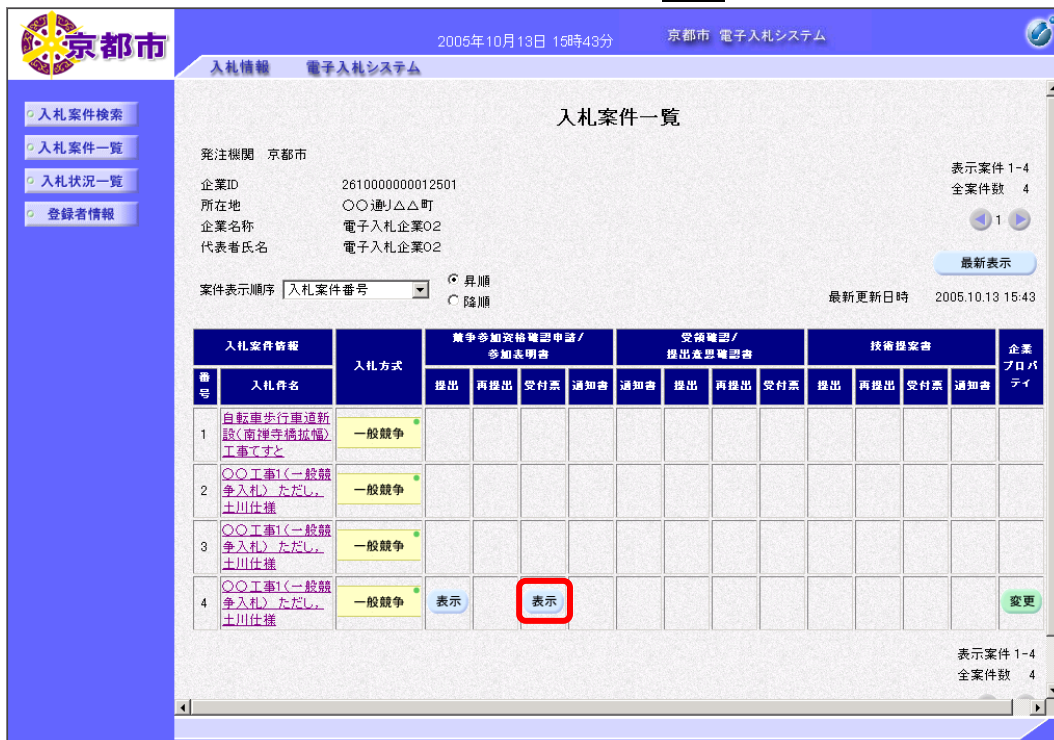 京都市
2005年10月13日 15時43分
京都市 電子入札システム
入札情報
電子入札システム
入札案件検索
入札案件一覧
入札状況一覧
登録者情報
入札案件一覧
発注機関 京都市
企業ID 2610000000012501
所在地 〇〇通り△△町
企業名称 電子入札企業02
代表者氏名 電子入札企業02
表示案件 1-4
全案件数 4
1
最新表示
案件表示順序 入札案件番号
昇順
降順
最新更新日時 2005.10.13 15:43
入札案件情報
入札方式
競争参加資格確認申請/
参加表明書
受領確認/
提出意思確認書
技術提案書
企業
プロパ
ティ
番
号
入札件名
提出 再提出 受付票 通知書 通知書 提出 再提出 受付票 提出 再提出 受付票 通知書
1
自転車歩行車道新
設(南禅寺橋拡幅)
工事てすと
一般競争
2
〇〇工事1(一般競
争入札) ただし,
土川仕様
一般競争
3
〇〇工事1(一般競
争入札) ただし,
土川仕様
一般競争
4
〇〇工事1(一般競
争入札) ただし,
土川仕様
一般競争
表示
表示
変更
表示案件 1-4
全案件数 4